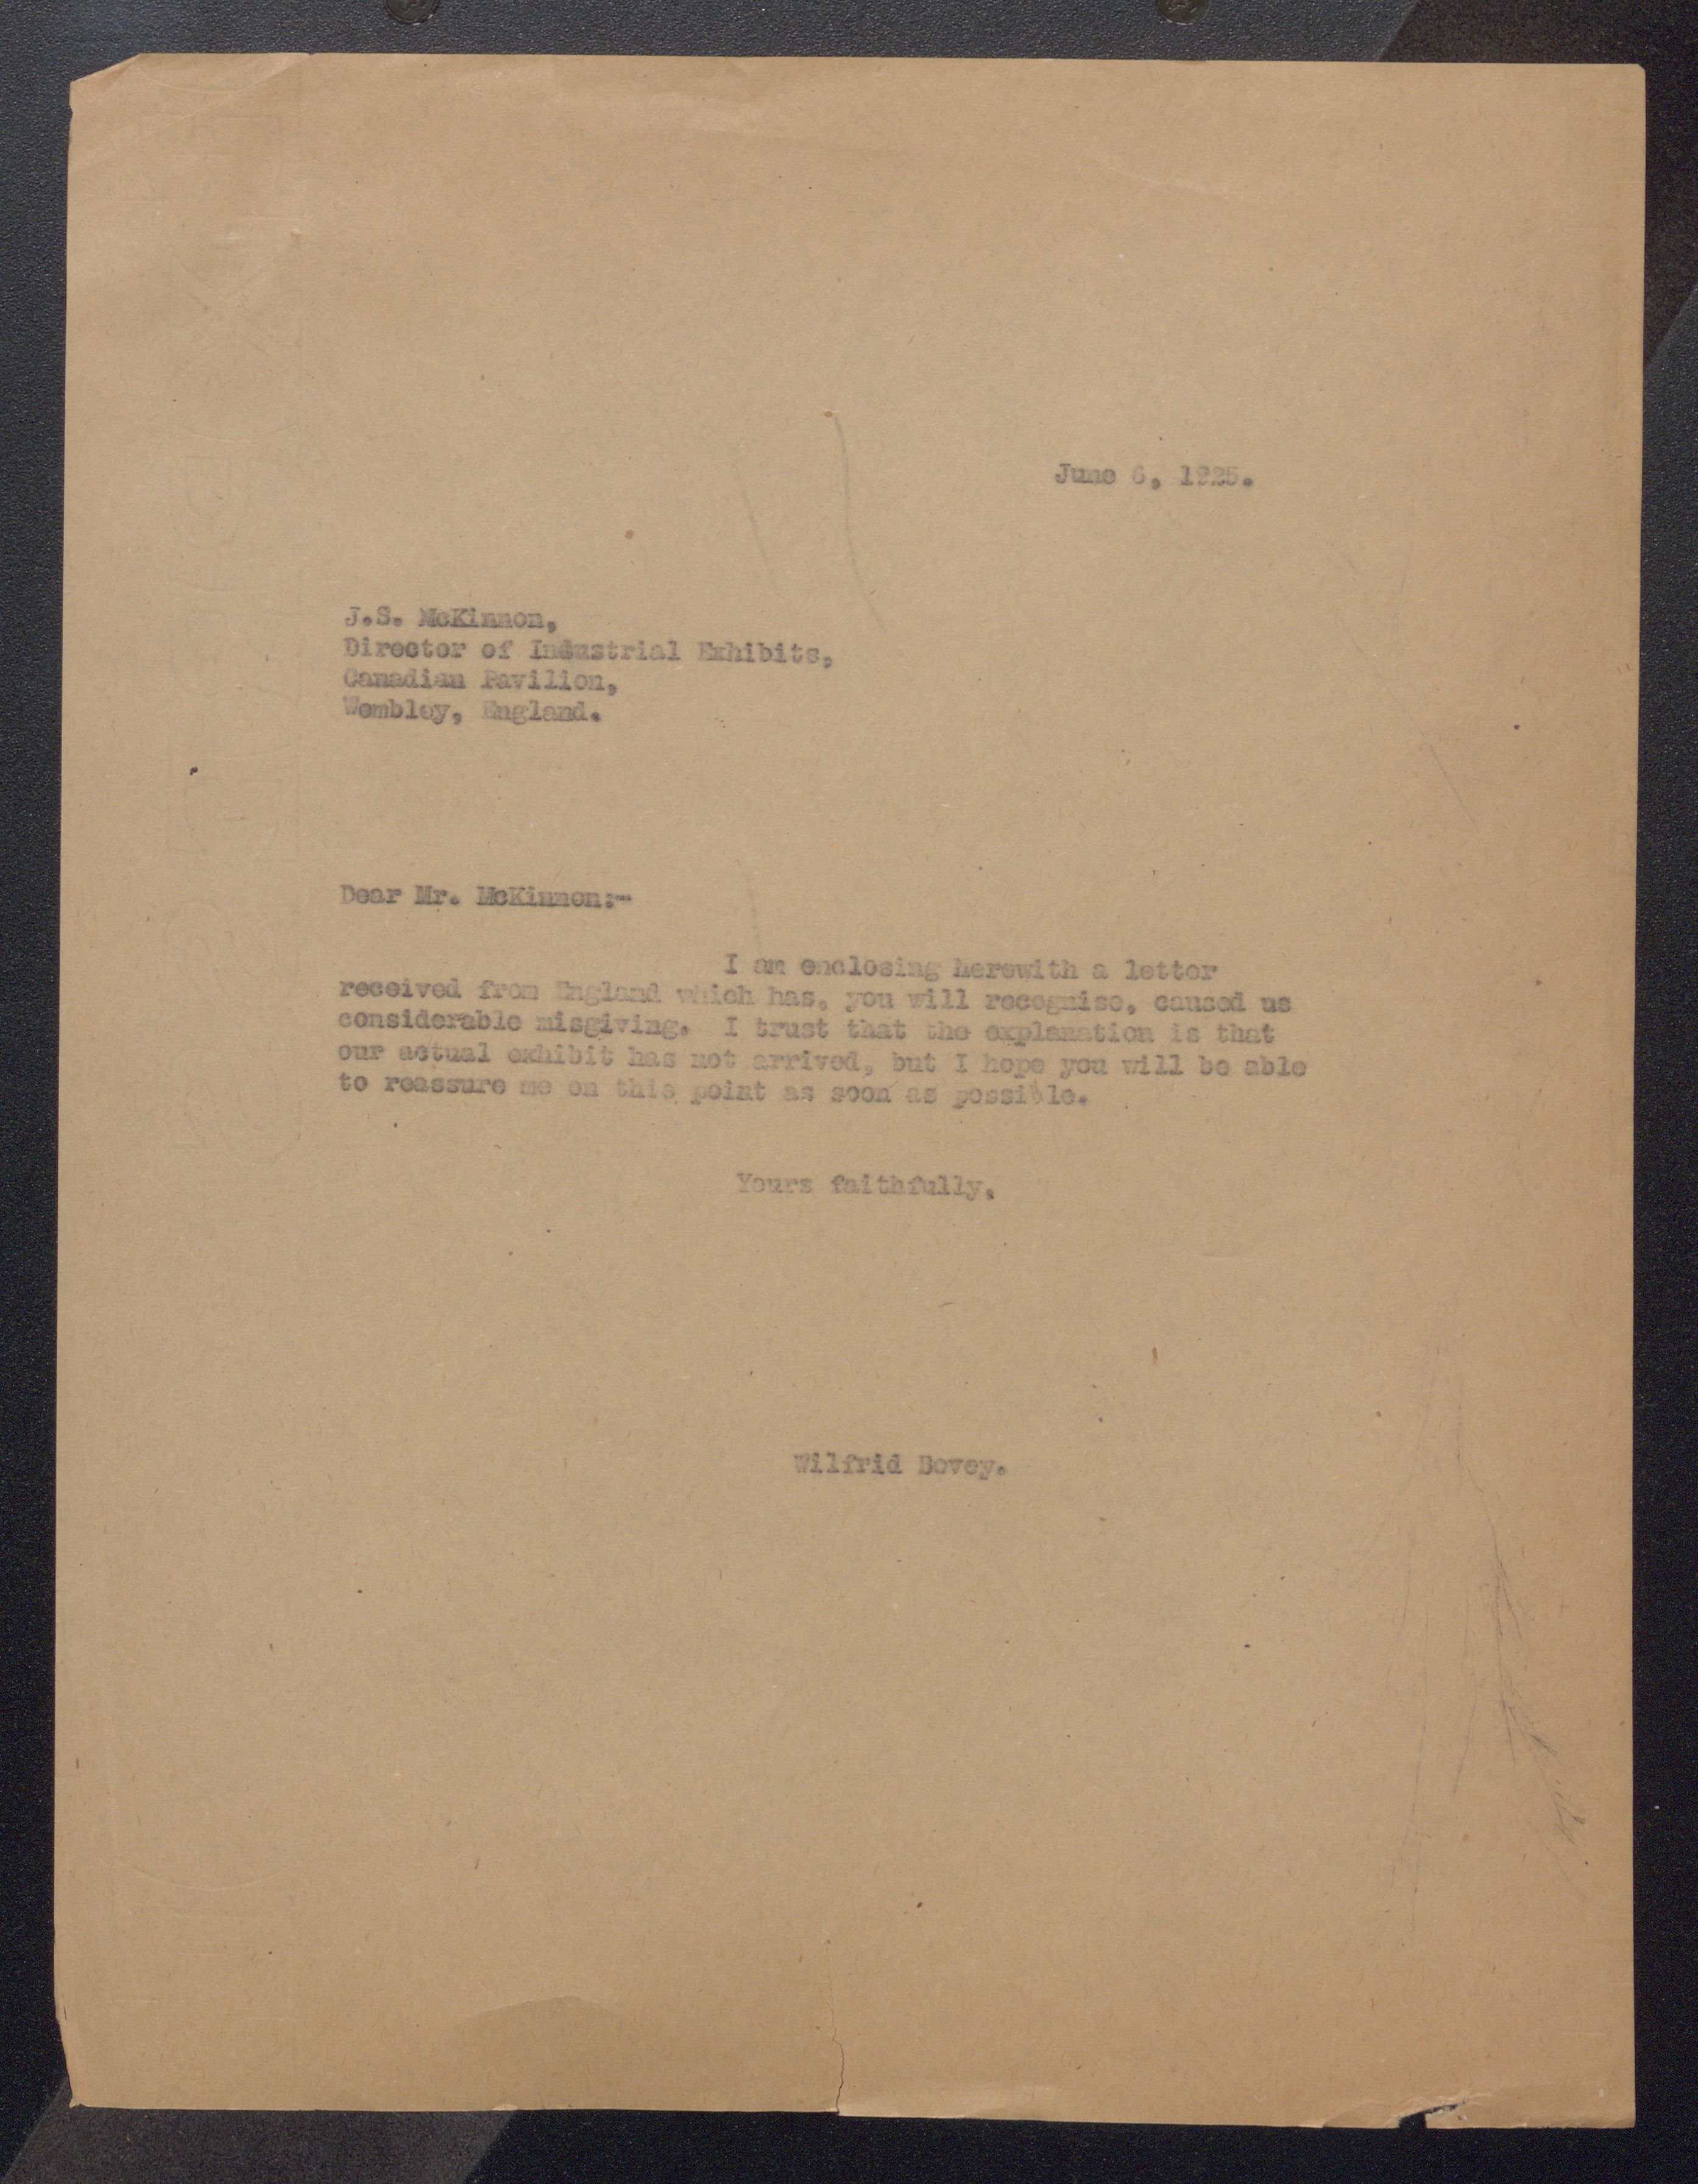 June 6, 1925.
J.S. McKinnon,
Director of Industrial Exhibits,
Canadian Pavilion,
Wembley, England.
Dear Mr. McKinnon:-
I am enclosing herewith a letter
received from England which has, you will recognise, caused us
considerable misgiving. I trust that the explanation is that
our actual exhibit has not arrived, but I hope you will be able
to reassure me on this point as soon as possible.
Yours faithfully,
Wilfrid Bovey.